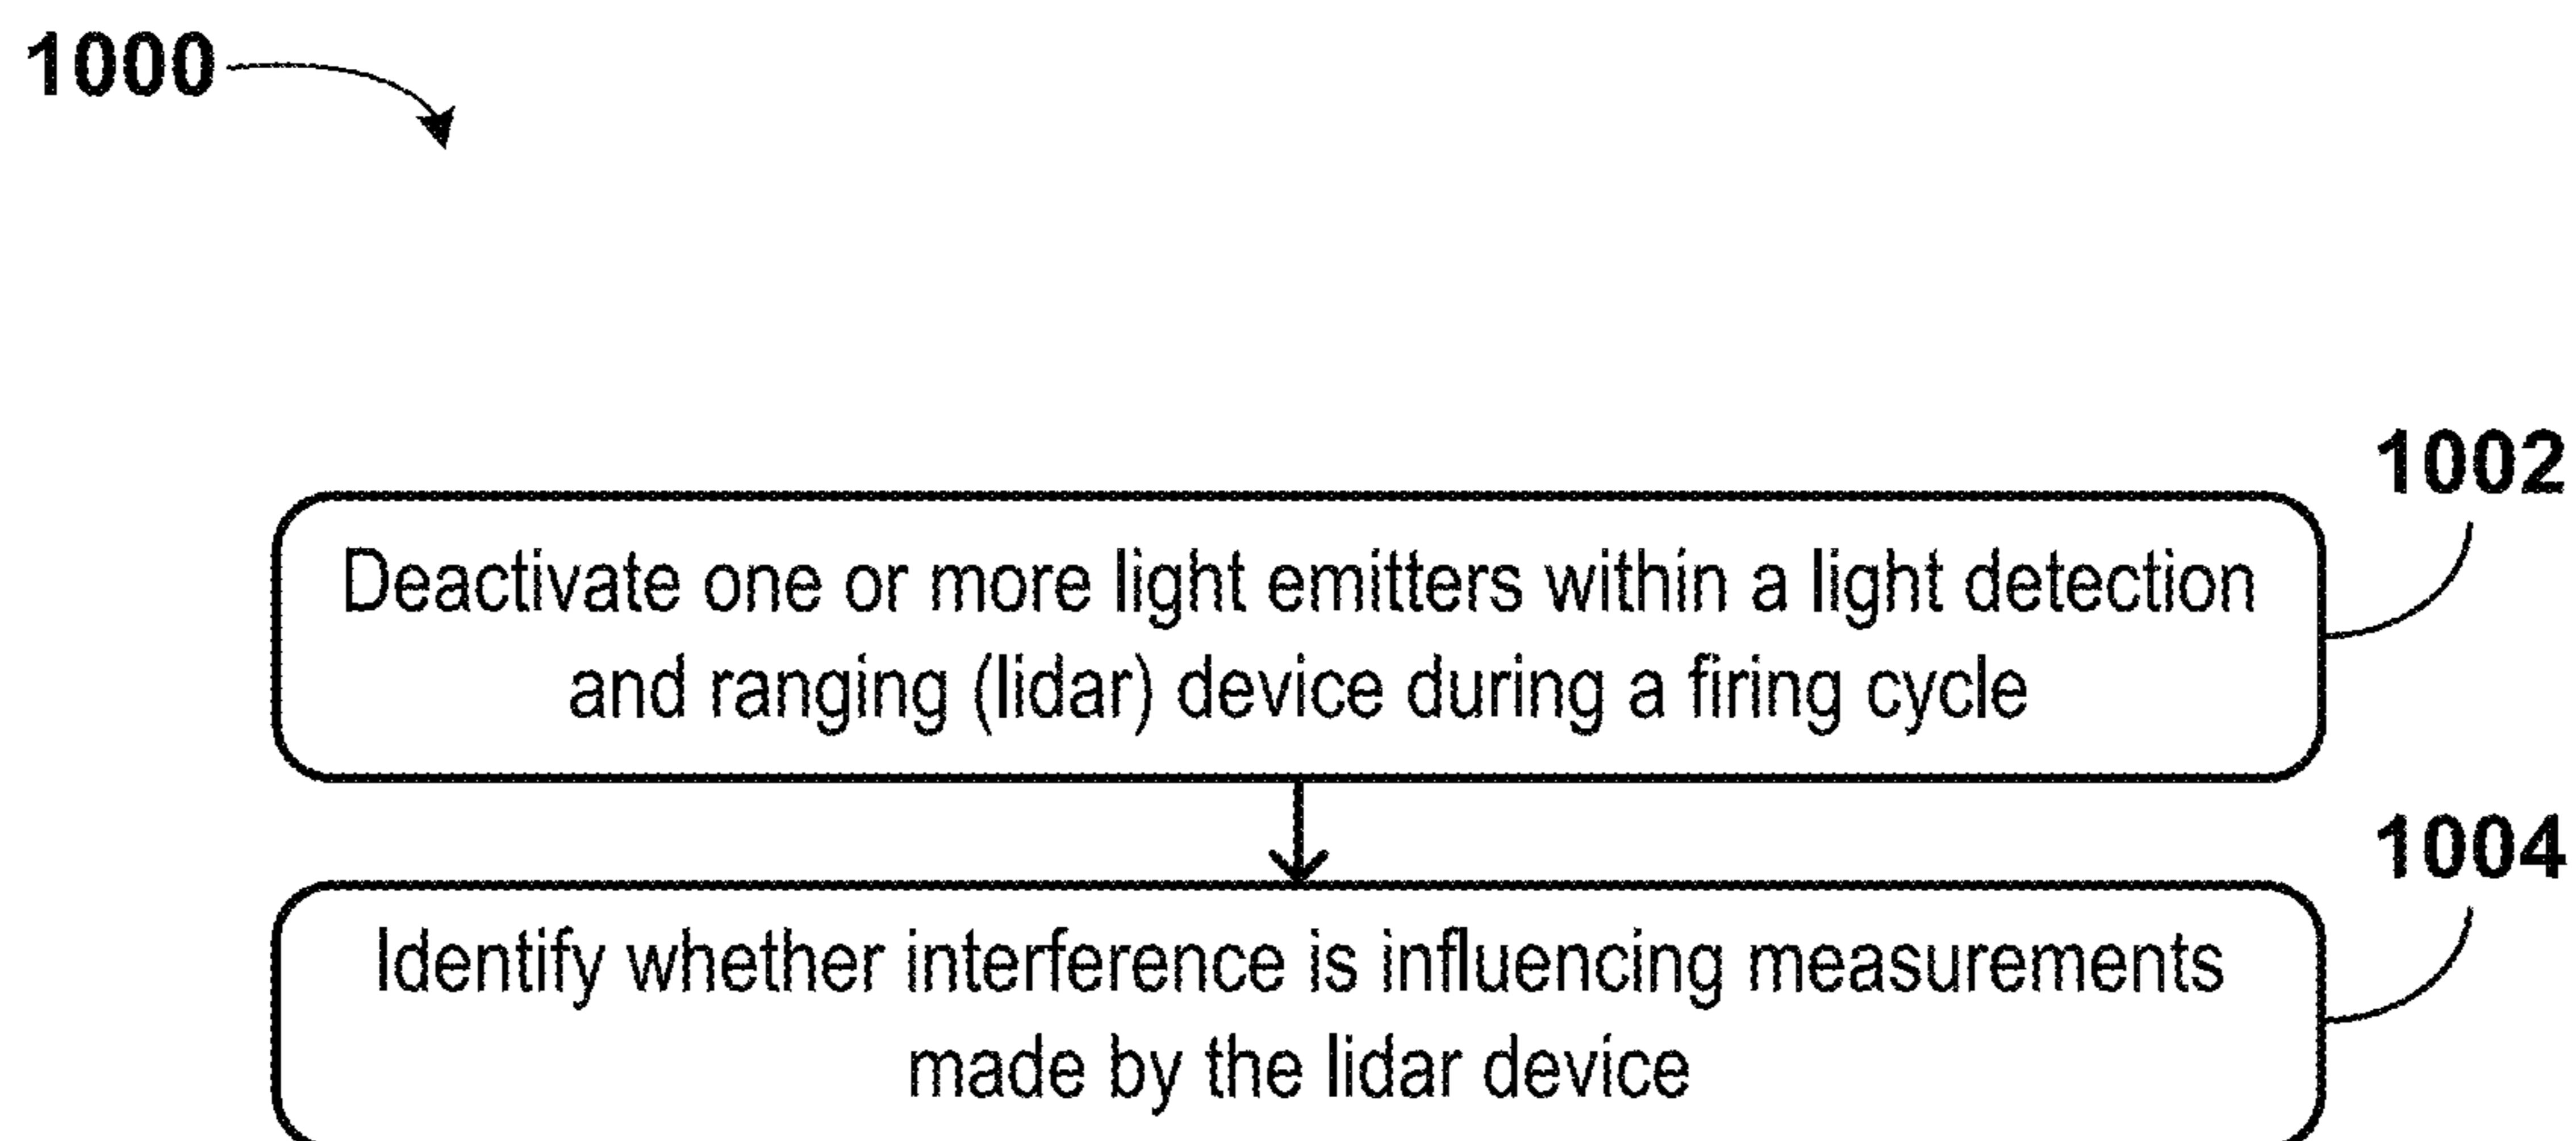 1000
1002
Deactivate one or more light emitters within a light detection
and ranging (lidar) device during a firing cycle
1004
Identify whether interference is influencing measurements
made by the lidar device